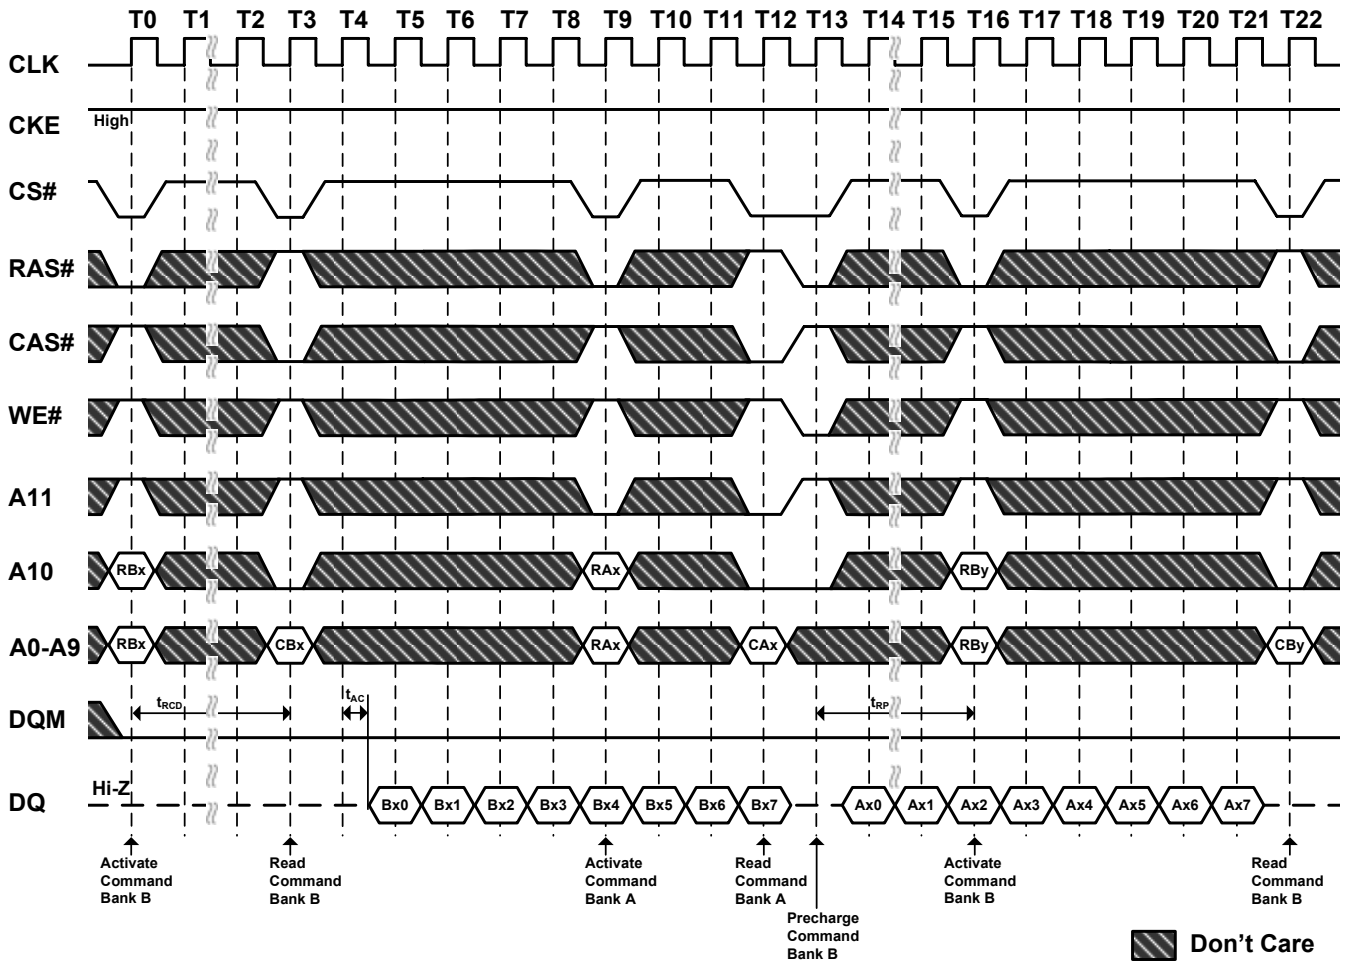 T0 T1 T2 T3 T4 T5 T6 T7 T8 T9 T10 T11 T12 T13 T14 T15 T16 T17 T18 T19 T20 T21 T22
CLK
CKE High
CS#
RAS#
CAS#
WE#
A11
A10 RBx RAx RBy
A0-A9 RBx CBx RAx CAx RBy CBy
DQM tRCD tAC tRP
DQ Hi-Z Bx0 Bx1 Bx2 Bx3 Bx4 Bx5 Bx6 Bx7 Ax0 Ax1 Ax2 Ax3 Ax4 Ax5 Ax6 Ax7
Activate
Command
Bank B
Read
Command
Bank B
Activate
Command
Bank A
Read
Command
Bank A
Precharge
Command
Bank B
Activate
Command
Bank B
Read
Command
Bank B
Don't Care